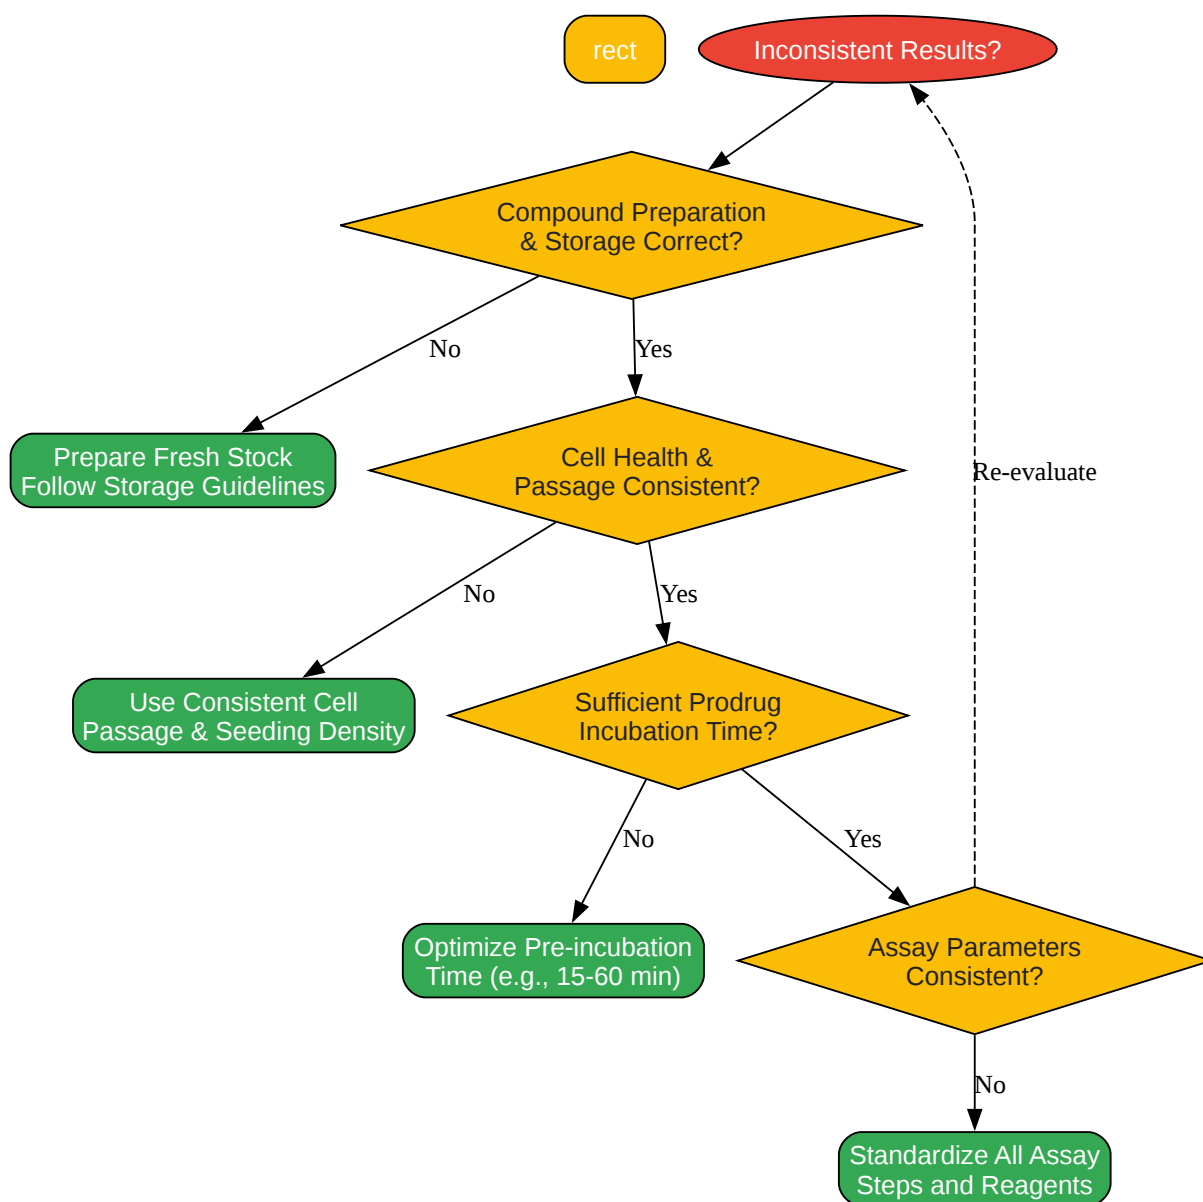 rect
Inconsistent Results?
Compound Preparation
& Storage Correct?
No
Yes
Prepare Fresh Stock
Follow Storage Guidelines
Cell Health &
Passage Consistent?
Re-evaluate
No
Yes
Use Consistent Cell
Passage & Seeding Density
Sufficient Prodrug
Incubation Time?
No
Yes
Optimize Pre-incubation
Time (e.g., 15-60 min)
Assay Parameters
Consistent?
No
Standardize All Assay
Steps and Reagents